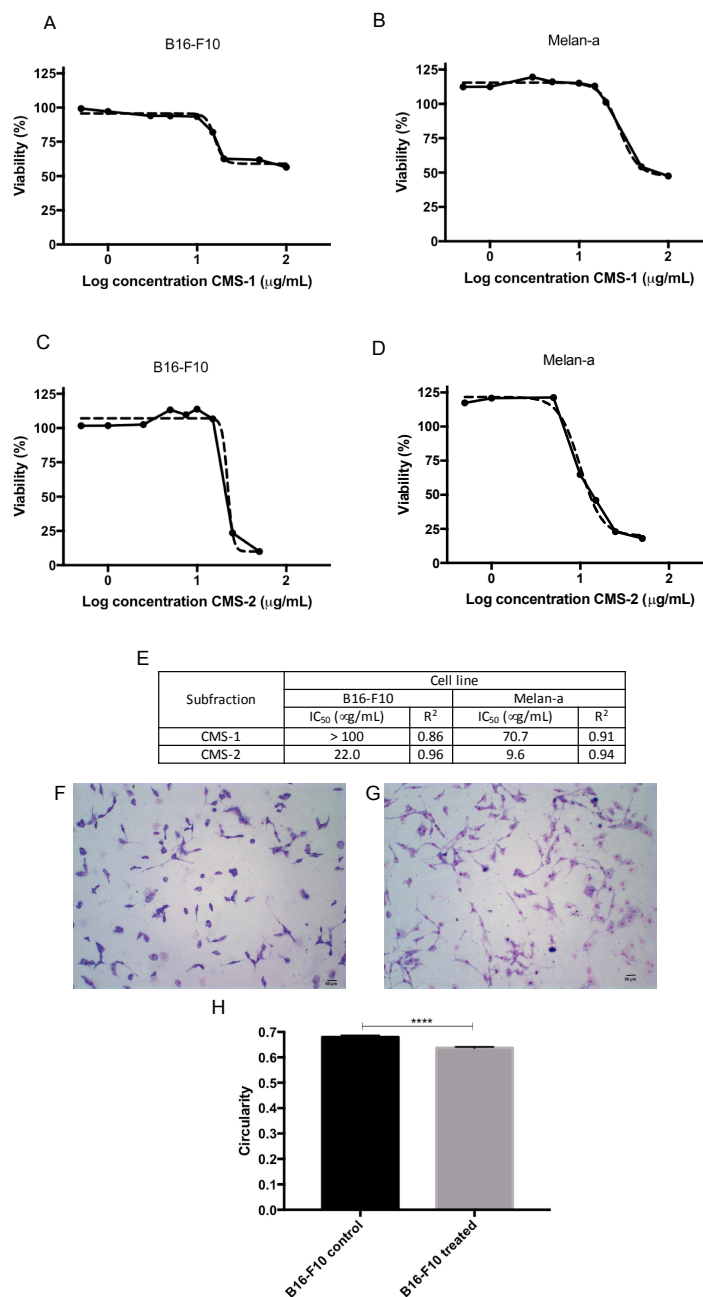 A
B16-F10
125
100
75
50
25
0
Viability (%)
0 1 2
Log concentration CMS-1 (μg/mL)
B
Melan-a
125
100
75
50
25
0
Viability (%)
0 1 2
Log concentration CMS-1 (μg/mL)
C
B16-F10
125
100
75
50
25
0
Viability (%)
0 1 2
Log concentration CMS-2 (μg/mL)
D
Melan-a
125
100
75
50
25
0
Viability (%)
0 1 2
Log concentration CMS-2 (μg/mL)
E
Subfraction Cell line
B16-F10 Melan-a
IC50 (∝g/mL) R2 IC50 (∝g/mL) R2
CMS-1 > 100 0.86 70.7 0.91
CMS-2 22.0 0.96 9.6 0.94
F
50 μm
G
50 μm
H
****
0.7
0.6
0.5
0.4
0.3
0.2
0.1
0.0
Circularity
B16-F10 control
B16-F10 treated